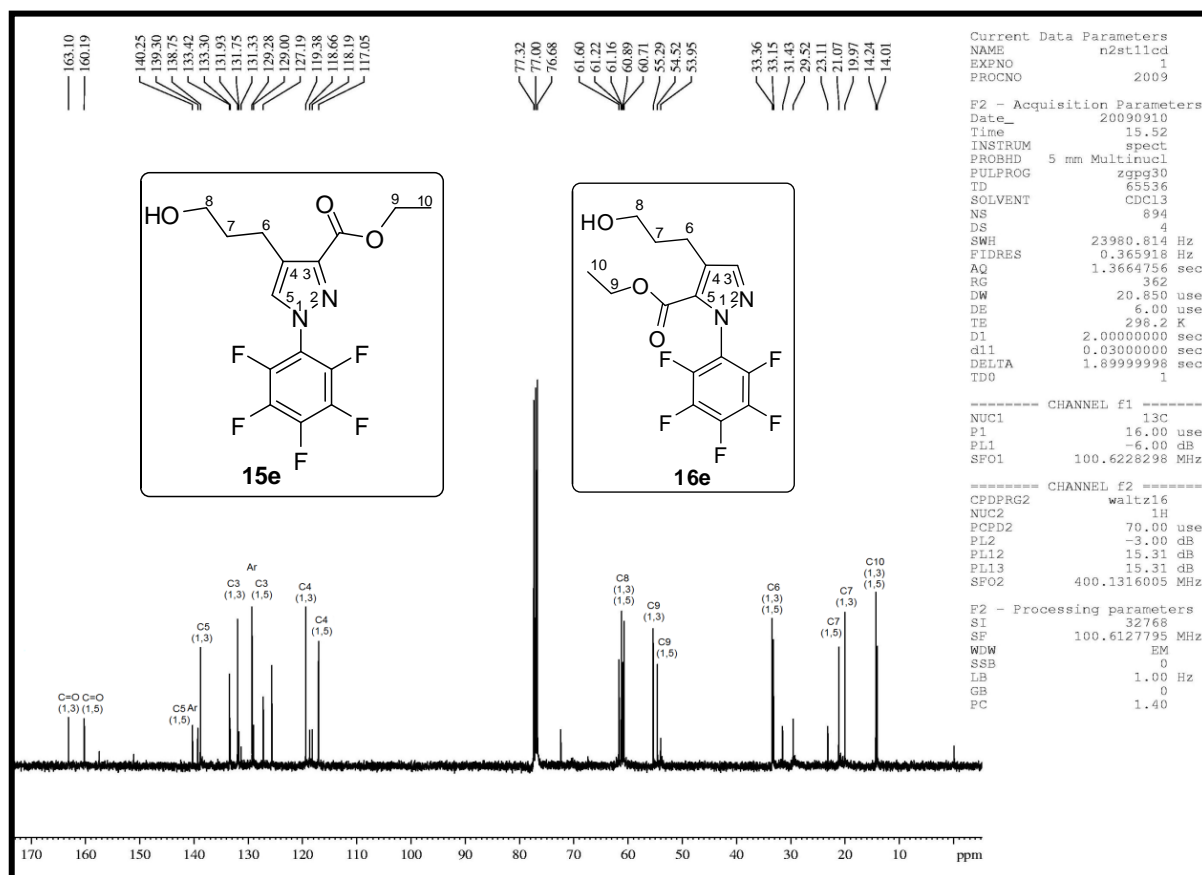 163.10
160.19
140.25
139.30
138.75
133.42
133.30
131.93
131.75
131.33
129.28
129.00
127.19
119.38
118.66
118.19
117.05
77.32
77.00
76.68
61.60
61.22
61.16
60.89
60.71
55.29
54.52
53.95
33.36
33.15
31.43
29.52
23.11
21.07
19.97
14.24
14.01
Current Data Parameters
NAME n2st11cd
EXPNO 1
PROCNO 2009
F2 - Acquisition Parameters
Date_ 20090910
Time 15.52
INSTRUM spect
PROBHD 5 mm Multinucl
PULPROG zgpg30
TD 65536
SOLVENT CDCl3
NS 894
DS 4
SWH 23980.814 Hz
FIDRES 0.365918 Hz
AQ 1.3664756 sec
RG 362
DW 20.850 use
DE 6.00 use
TE 298.2 K
D1 2.00000000 sec
d11 0.03000000 sec
DELTA 1.89999998 sec
TD0 1
======== CHANNEL f1 =======
NUC1 13C
P1 16.00 use
PL1 -6.00 dB
SFO1 100.6228298 MHz
======== CHANNEL f2 =======
CPDPRG2 waltz16
NUC2 1H
PCPD2 70.00 use
PL2 -3.00 dB
PL12 15.31 dB
PL13 15.31 dB
SFO2 400.1316005 MHz
F2 - Processing parameters
SI 32768
SF 100.6127795 MHz
WDW EM
SSB 0
LB 1.00 Hz
GB 0
PC 1.40
8
HO
7
6
O
9
10
O
4
3
5
2
N
1
N
F
F
F
F
F
15e
8
HO
7
6
10
9
O
O
4
3
5
1
2
N
N
F
F
F
F
F
16e
C=O
(1,3)
C=O
(1,5)
C5
(1,5)
Ar
C5
(1,3)
C3
(1,3)
Ar
C3
(1,5)
C4
(1,3)
C4
(1,5)
C8
(1,3)
(1,5)
C9
(1,3)
C9
(1,5)
C6
(1,3)
(1,5)
C7
(1,5)
C7
(1,3)
C10
(1,3)
(1,5)
170 160 150 140 130 120 110 100 90 80 70 60 50 40 30 20 10 ppm